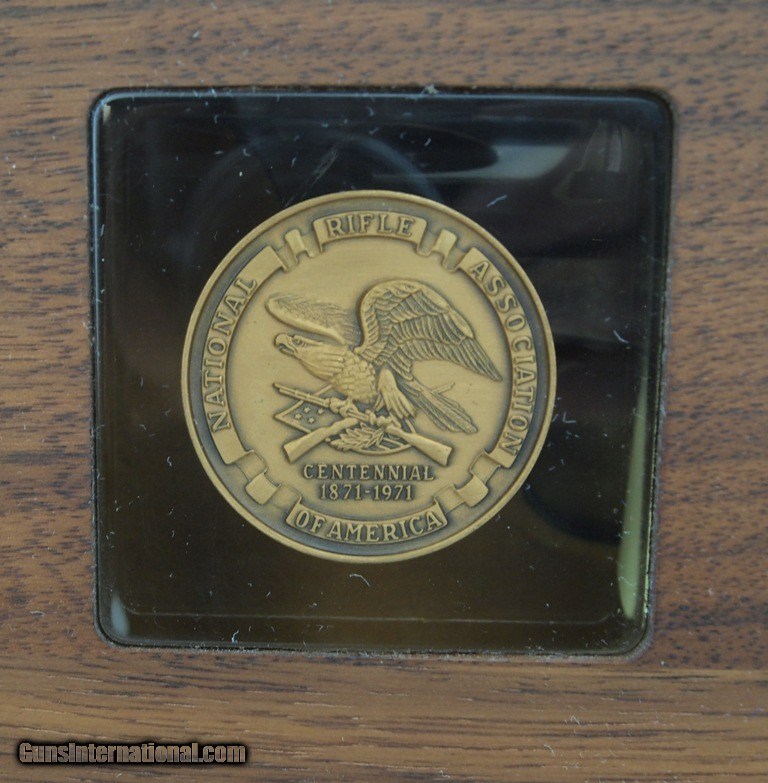 NATIONAL RIFLE ASSOCIATION
OF AMERICA
CENTENNIAL
1871-1971
GunsInternational.com